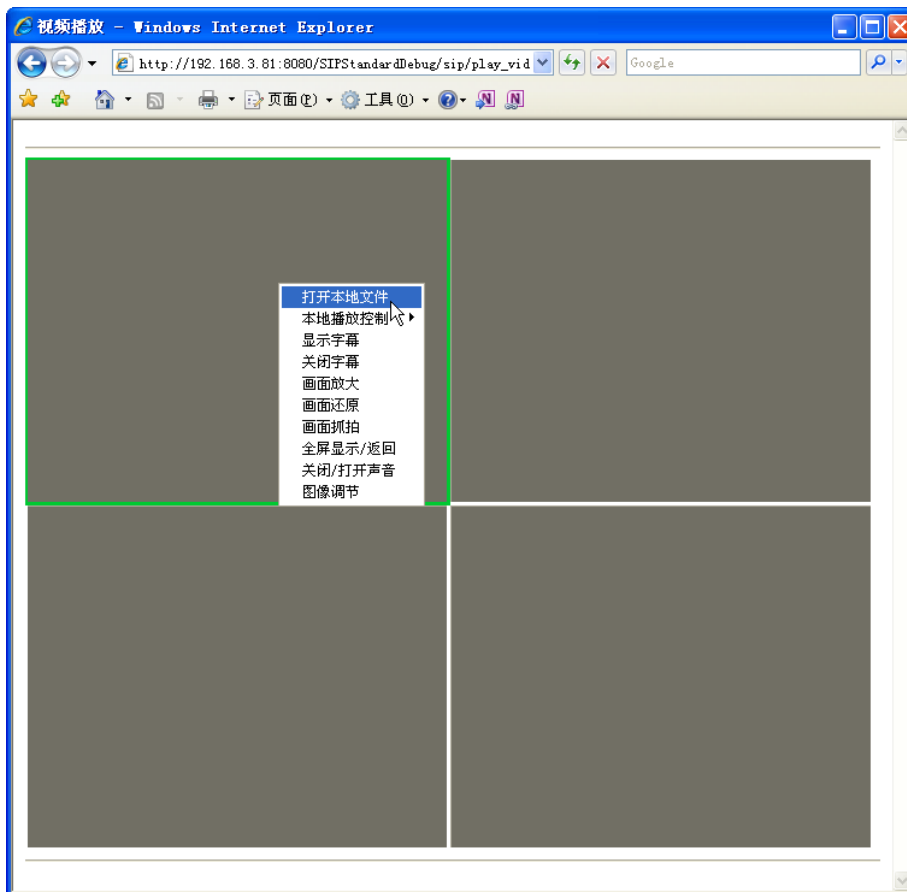 视频播放 - Windows Internet Explorer
http://192.168.3.81:8080/SIPStandardDebug/sip/play_vid
Google
页面(P)
工具(O)
打开本地文件
本地播放控制
显示字幕
关闭字幕
画面放大
画面还原
画面抓拍
全屏显示/返回
关闭/打开声音
图像调节